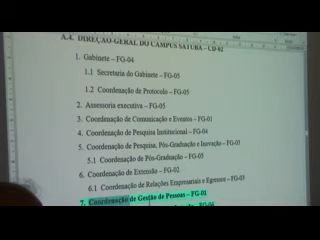 A.4. DIREÇÃO-GERAL DO CAMPUS SATUBA – CD-02
1. Gabinete – FG-04
1.1 Secretaria do Gabinete – FG-05
1.2 Coordenação de Protocolo – FG-05
2. Assessoria executiva – FG-05
3. Coordenação de Comunicação e Eventos – FG-01
4. Coordenação de Pesquisa Institucional – FG-04
5. Coordenação de Pesquisa, Pós-Graduação e Inovação – FG-03
5.1 Coordenação de Pós-Graduação – FG-05
6. Coordenação de Extensão – FG-02
6.1 Coordenação de Relações Empresariais e Egressos – FG-05
7. Coordenação de Gestão de Pessoas – FG-01